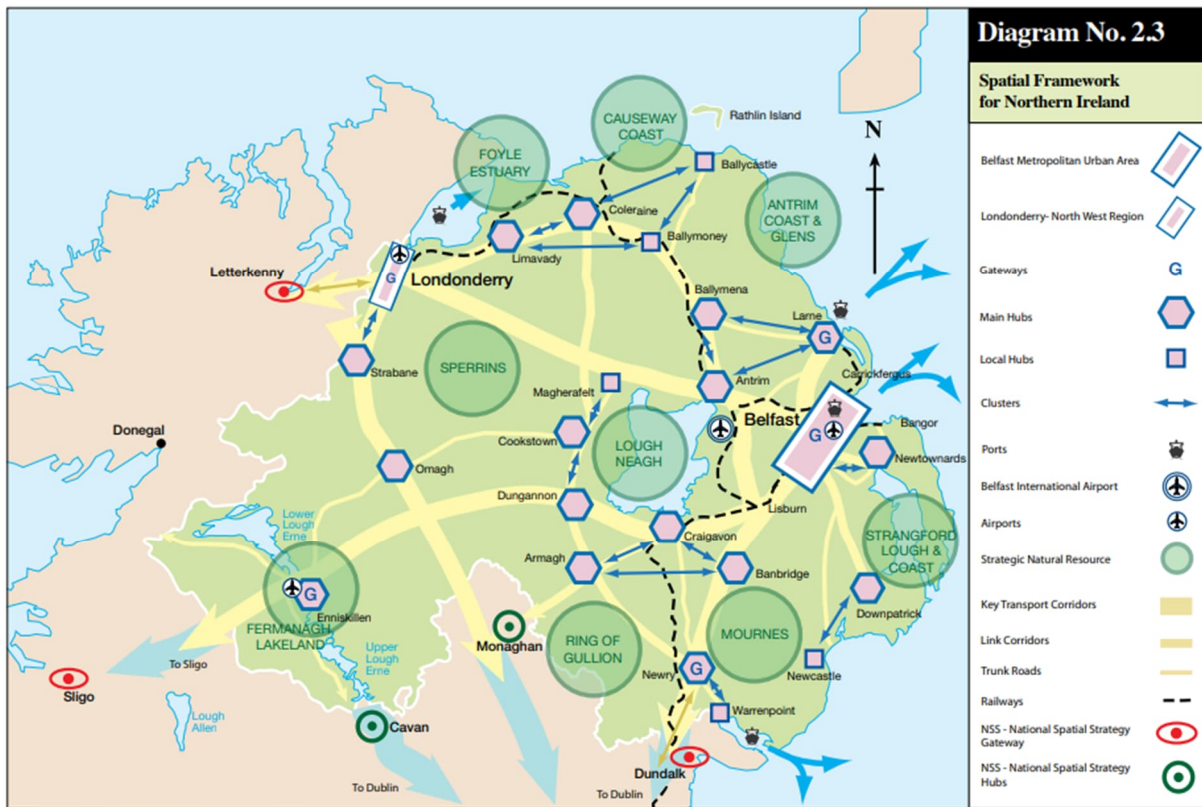 Diagram No. 2.3
Spatial Framework
for Northern Ireland
Belfast Metropolitan Urban Area
Londonderry- North West Region
Gateways
G
Main Hubs
Local Hubs
Clusters
Ports
Belfast International Airport
Airports
Strategic Natural Resource
Key Transport Corridors
Link Corridors
Trunk Roads
Railways
NSS - National Spatial Strategy
Gateway
NSS - National Spatial Strategy
Hubs
N
Rathlin Island
CAUSEWAY
COAST
FOYLE
ESTUARY
Ballycastle
ANTRIM
COAST &
GLENS
Coleraine
Limavady
Ballymoney
Letterkenny
G
Londonderry
Ballymena
Larne
G
Strabane
SPERRINS
Antrim
Carrickfergus
Magherafelt
Belfast
G
Bangor
Donegal
Cookstown
LOUGH
NEAGH
Newtownards
Omagh
Dungannon
Lisburn
Lower
Lough
Erne
Craigavon
STRANGFORD
LOUGH &
COAST
Armagh
Banbridge
G
Enniskillen
FERMANAGH
LAKELAND
Downpatrick
Monaghan
RING OF
GULLION
MOURNES
Upper
Lough
Erne
To Sligo
Sligo
Newry
G
Newcastle
Warrenpoint
Lough
Allen
Cavan
Dundalk
To Dublin
To Dublin